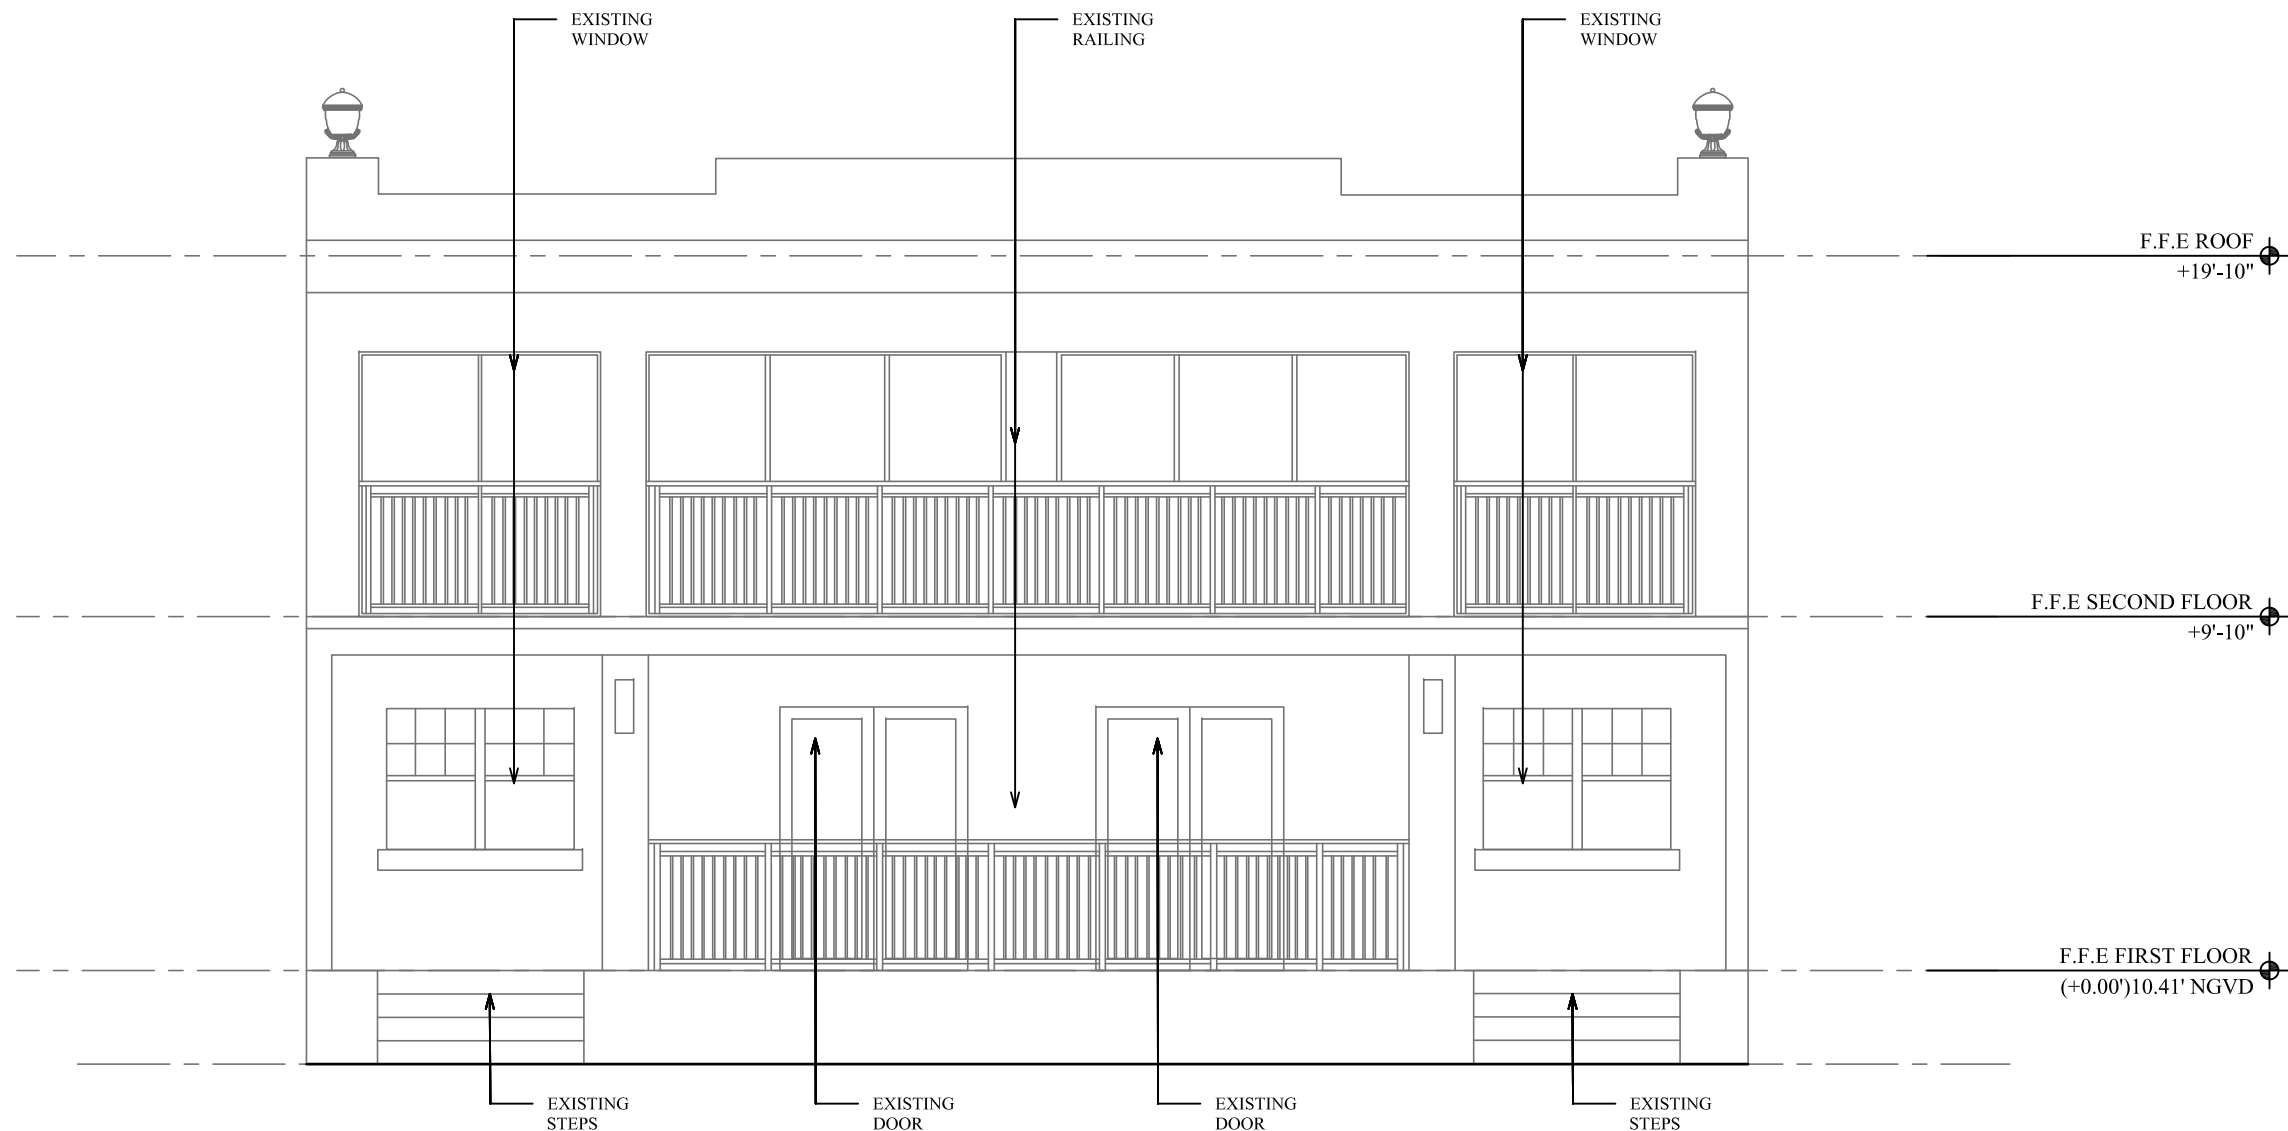 EXISTING
WINDOW
EXISTING
RAILING
EXISTING
WINDOW
F.F.E ROOF
+19'-10"
F.F.E SECOND FLOOR
+9'-10"
F.F.E FIRST FLOOR
(+0.00')10.41' NGVD
EXISTING
STEPS
EXISTING
DOOR
EXISTING
DOOR
EXISTING
STEPS